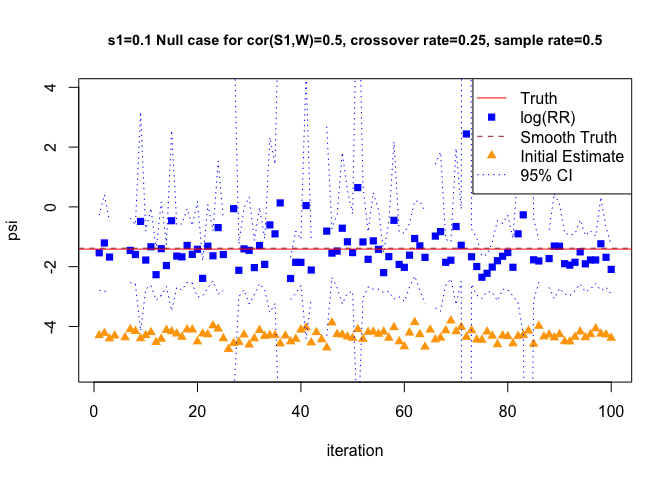 s1=0.1 Null case for cor(S1,W)=0.5, crossover rate=0.25, sample rate=0.5
psi
4
2
0
-2
-4
Truth
log(RR)
Smooth Truth
Initial Estimate
95% CI
0
20
40
60
80
100
iteration